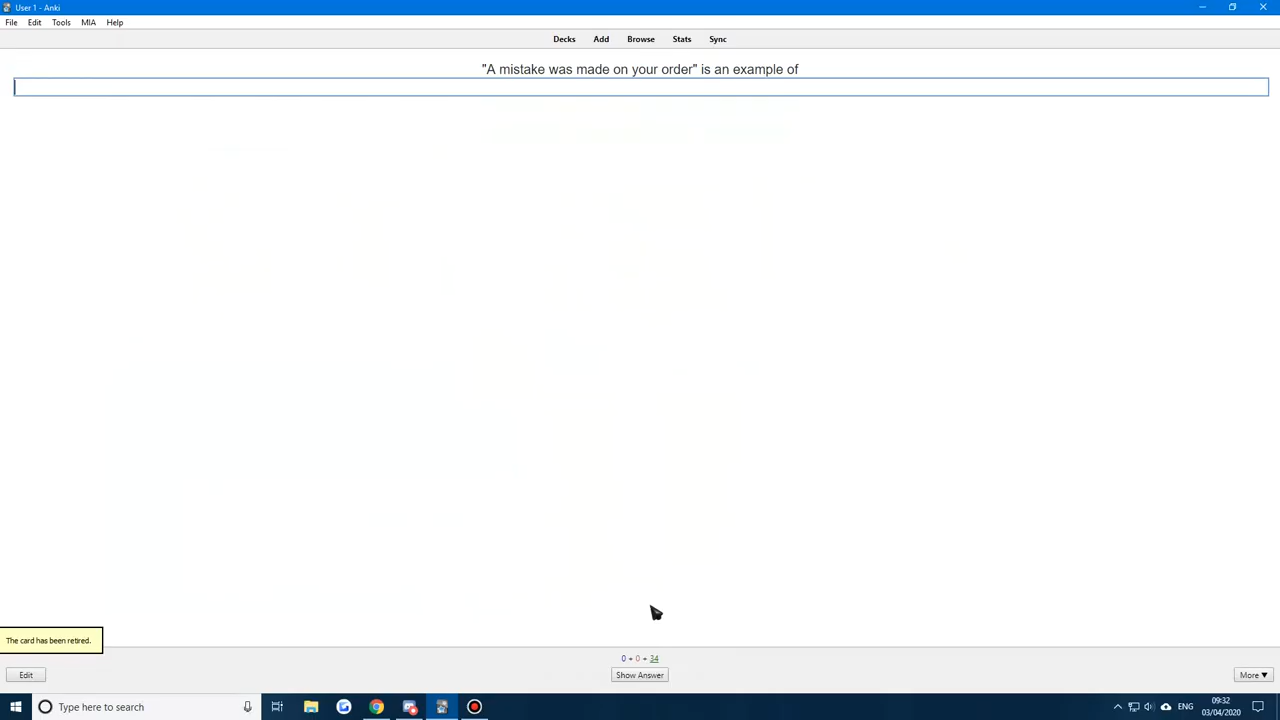 User 1 - Anki
File Edit Tools MIA Help
Decks Add Browse Stats Sync
"A mistake was made on your order" is an example of
The card has been retired.
0 + 0 + 34
Edit Show Answer More ▼
Type here to search
ENG
09:32
03/04/2020